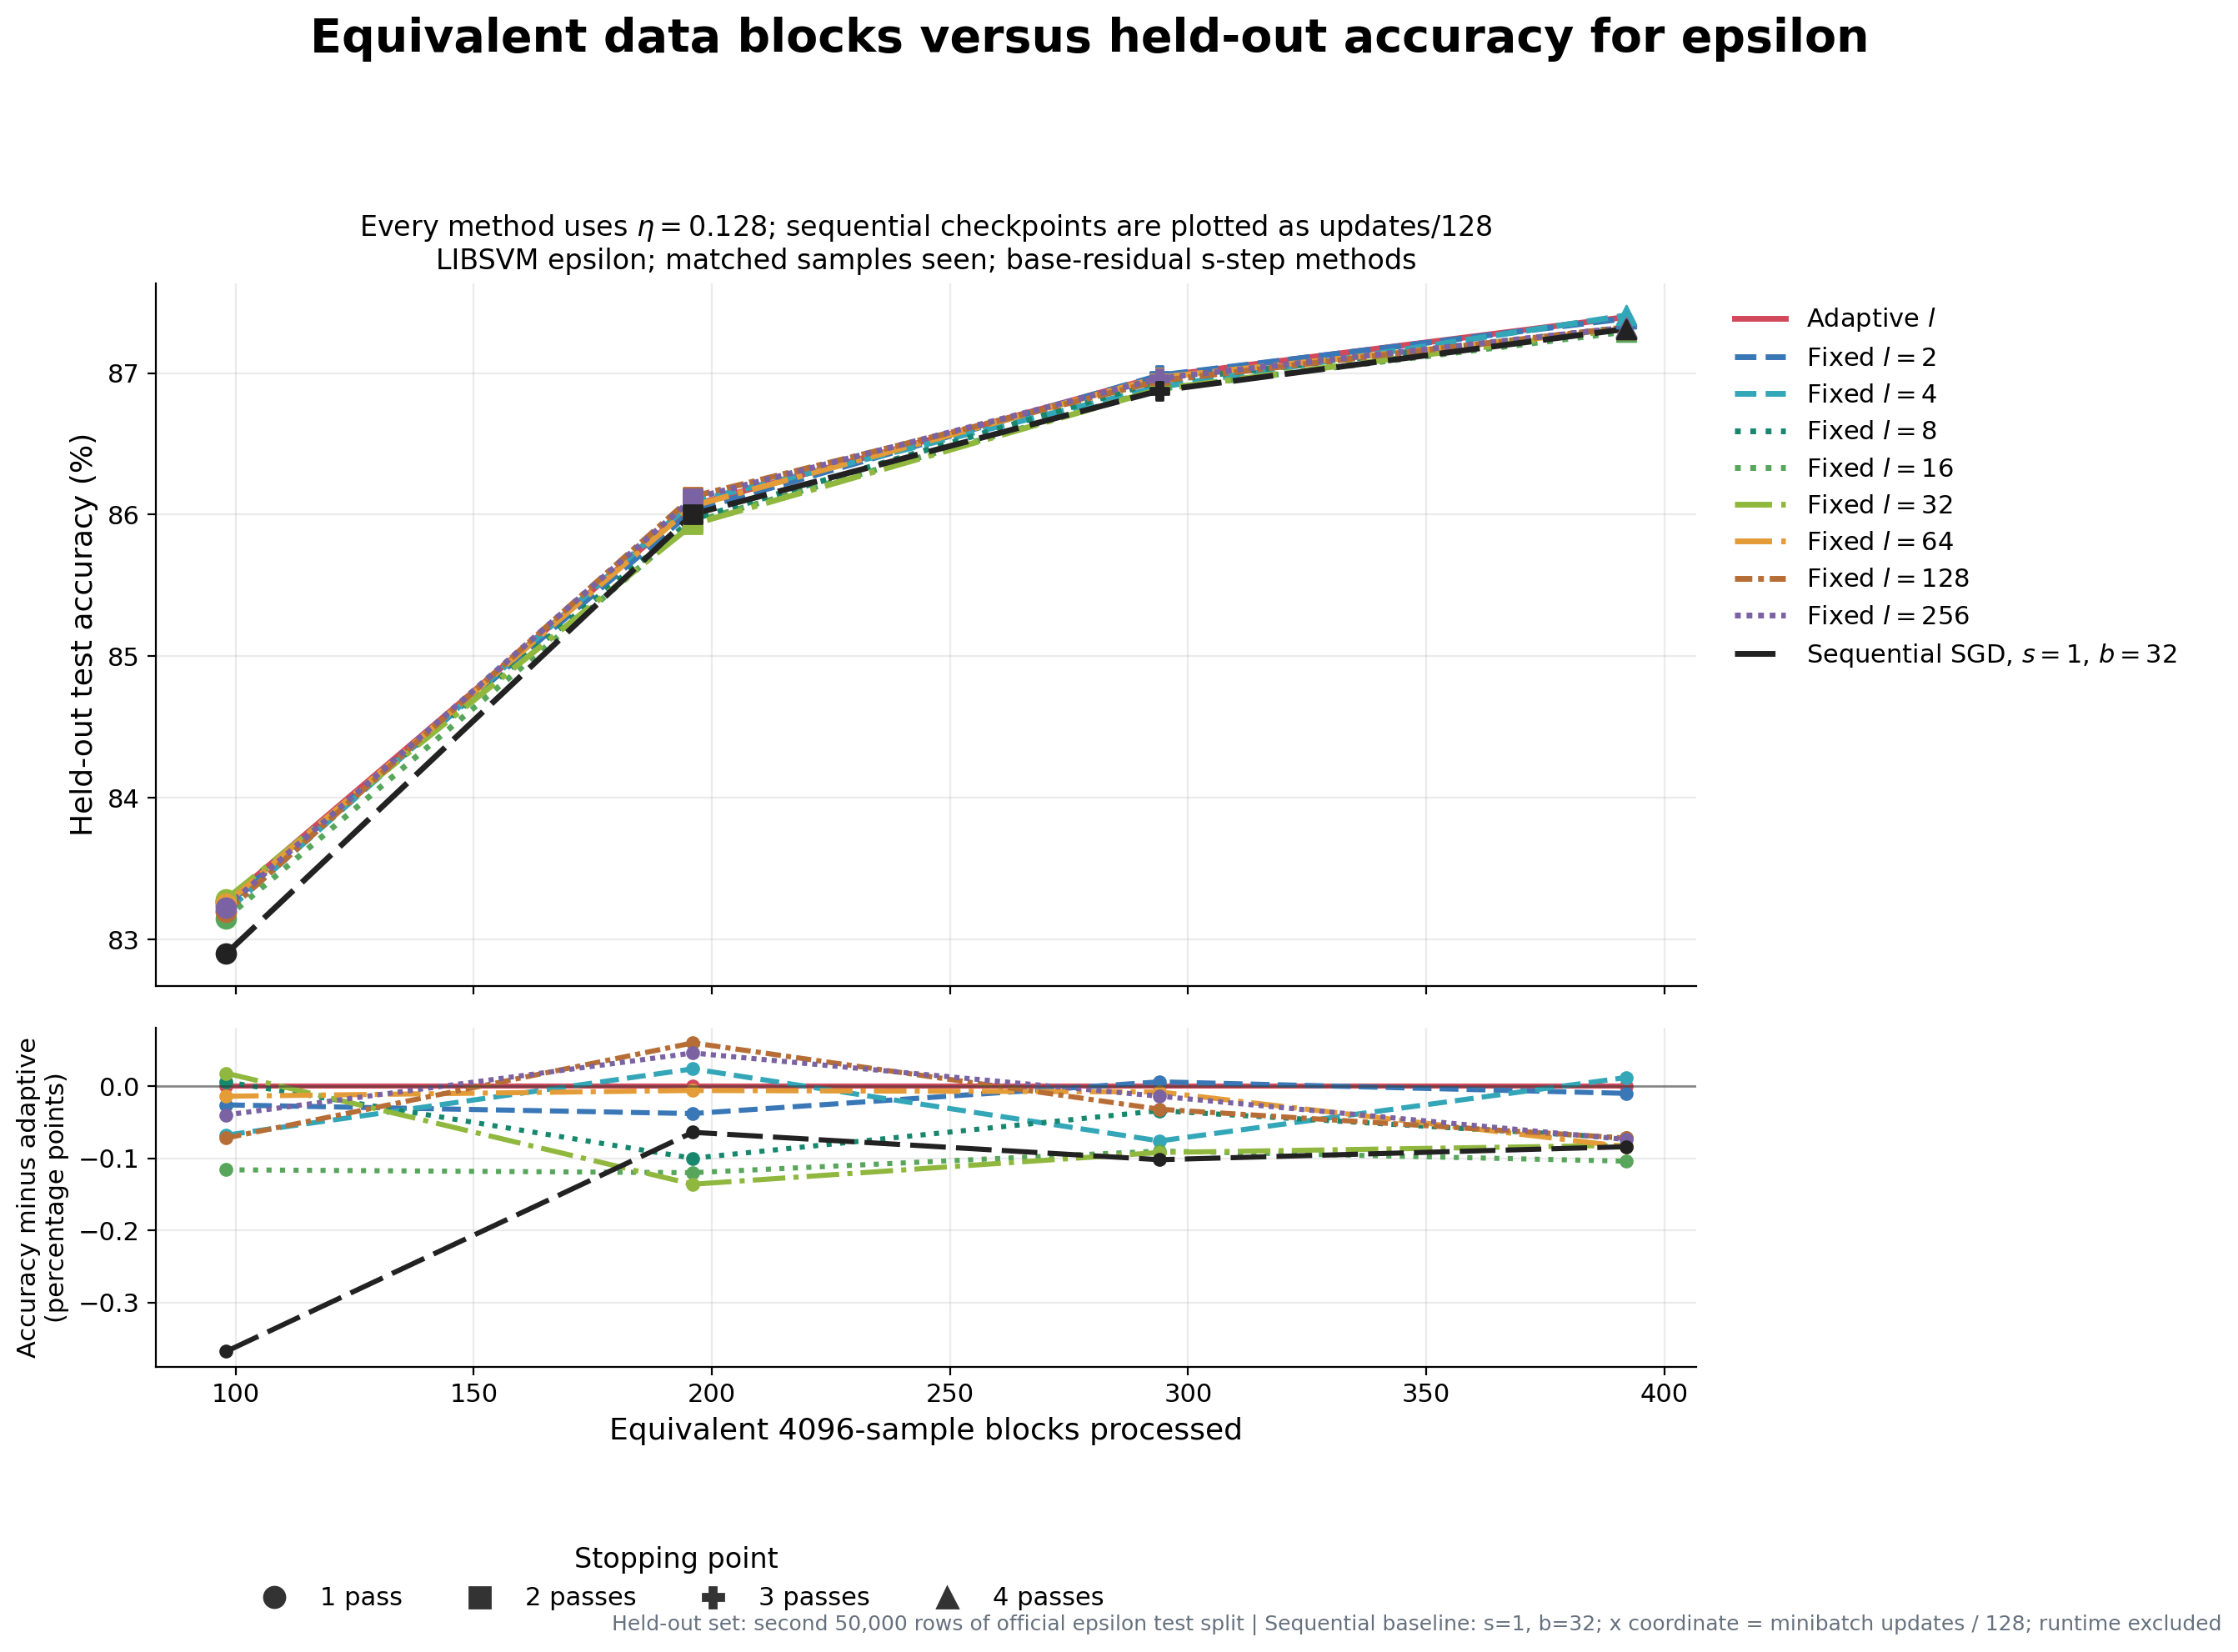 Equivalent data blocks versus held-out accuracy for epsilon
Every method uses η = 0.128; sequential checkpoints are plotted as updates/128
LIBSVM epsilon; matched samples seen; base-residual s-step methods
Held-out test accuracy (%)
87
86
85
84
83
Adaptive l
Fixed l = 2
Fixed l = 4
Fixed l = 8
Fixed l = 16
Fixed l = 32
Fixed l = 64
Fixed l = 128
Fixed l = 256
Sequential SGD, s = 1, b = 32
Accuracy minus adaptive
(percentage points)
0.0
−0.1
−0.2
−0.3
100 150 200 250 300 350 400
Equivalent 4096-sample blocks processed
Stopping point
1 pass 2 passes 3 passes 4 passes
Held-out set: second 50,000 rows of official epsilon test split | Sequential baseline: s=1, b=32; x coordinate = minibatch updates / 128; runtime excluded